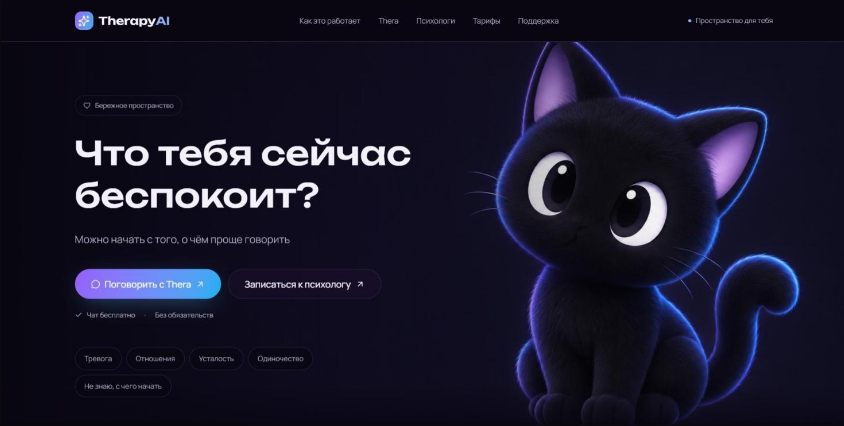 TherapyAI
Как это работает
Thera
Психологи
Тарифы
Поддержка
Пространство для тебя
Бережное пространство
Что тебя сейчас
беспокоит?
Можно начать с того, о чём проще говорить
Поговорить с Thera ↗
Записаться к психологу ↗
Чат бесплатно · Без обязательств
Тревога
Отношения
Усталость
Одиночество
Не знаю, с чего начать